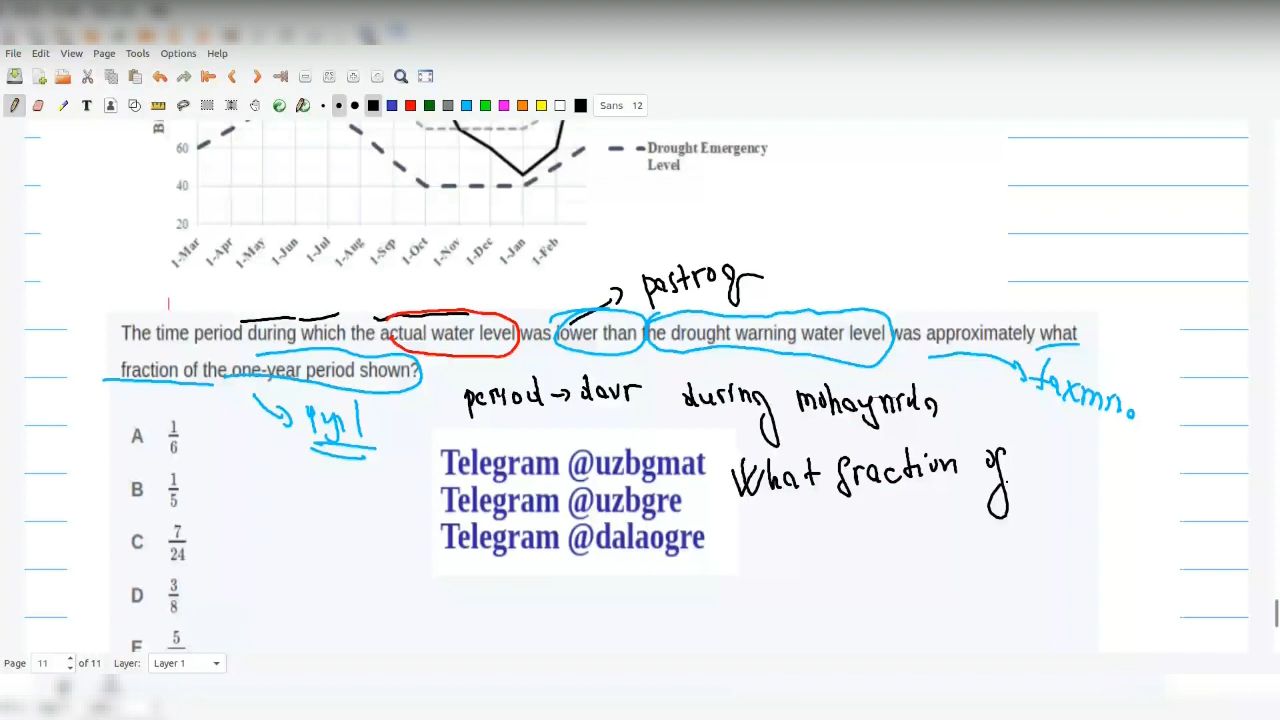 File Edit View Page Tools Options Help
Sans 12
60
40
20
1-Mar 1-Apr 1-May 1-Jun 1-Jul 1-Aug 1-Sep 1-Oct 1-Nov 1-Dec 1-Jan 1-Feb
Drought Emergency
Level
pastroq
The time period during which the actual water level was lower than the drought warning water level was approximately what
fraction of the one-year period shown?
period → davr during mobaynida
taxmn.
A 1/6
B 1/5
C 7/24
D 3/8
E 5
What fraction of
Telegram @uzbgmat
Telegram @uzbgre
Telegram @dalaogre
Page 11 of 11 Layer: Layer 1